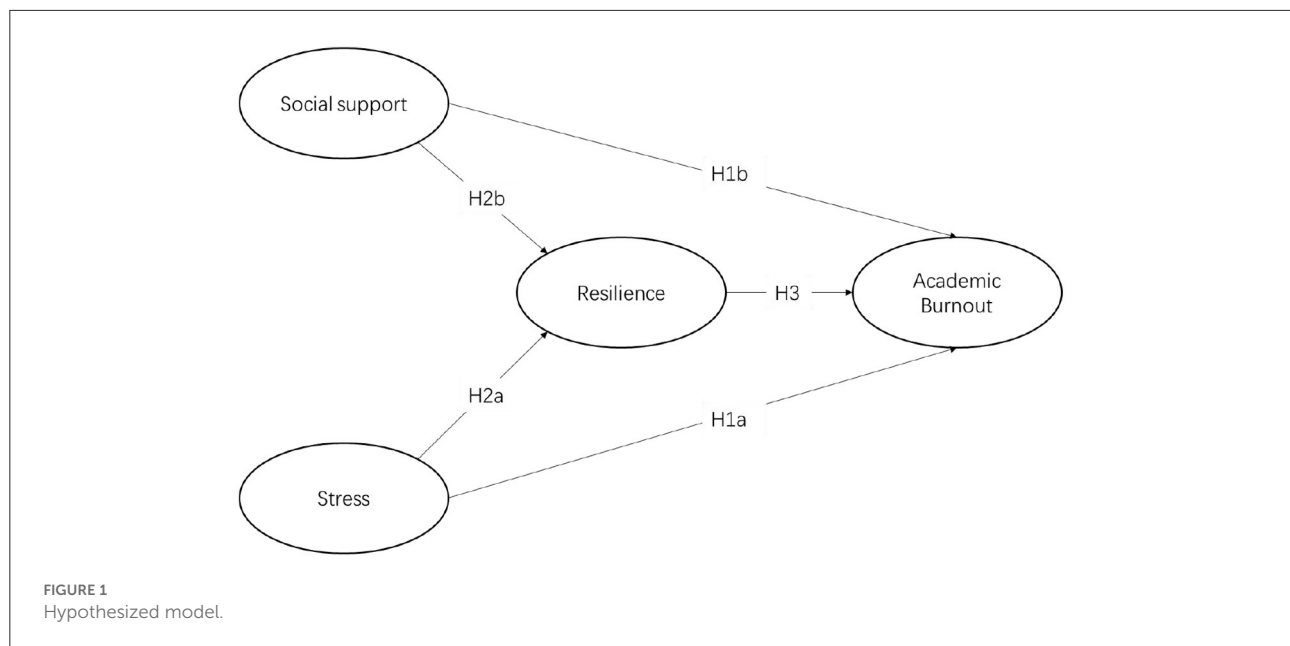 Social support
H1b
H2b
Resilience
H3
Academic
Burnout
H2a
H1a
Stress
FIGURE 1
Hypothesized model.